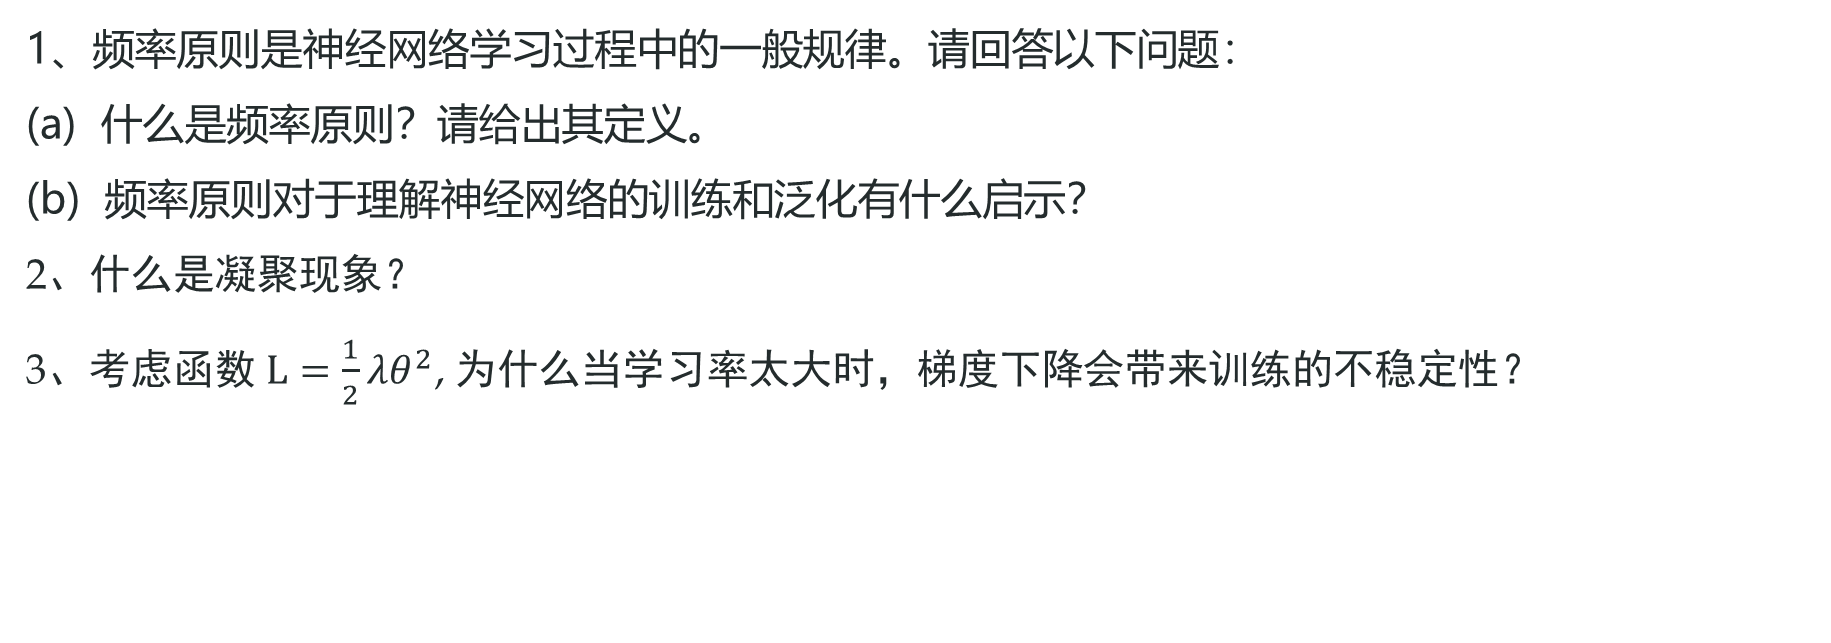 1、频率原则是神经网络学习过程中的一般规律。请回答以下问题：
(a) 什么是频率原则？请给出其定义。
(b) 频率原则对于理解神经网络的训练和泛化有什么启示?
2、什么是凝聚现象？
3、考虑函数 L = \frac{1}{2} λθ², 为什么当学习率太大时，梯度下降会带来训练的不稳定性？